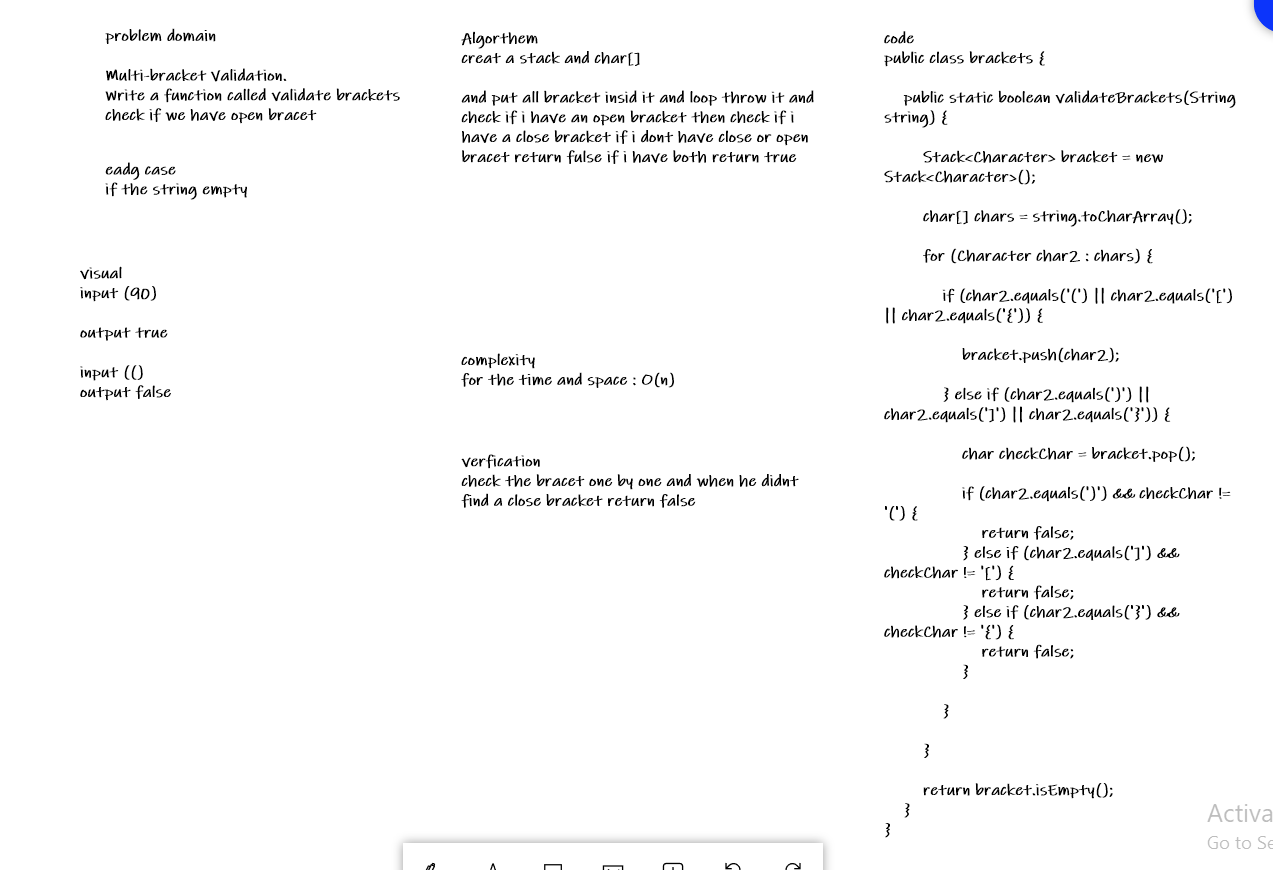 problem domain
Multi-bracket Validation.
Write a function called validate brackets
check if we have open bracet
eadg case
if the string empty
visual
input (90)
output true
input (()
output false
Algorthem
creat a stack and char[]
and put all bracket insid it and loop throw it and
check if i have an open bracket then check if i
have a close bracket if i dont have close or open
bracet return fulse if i have both return true
complexity
for the time and space : O(n)
verfication
check the bracet one by one and when he didnt
find a close bracket return false
code
public class brackets {
public static boolean validateBrackets(String
string) {
Stack<Character> bracket = new
Stack<Character>();
char[] chars = string.toCharArray();
for (Character char2 : chars) {
if (char2.equals('(') || char2.equals('[')
|| char2.equals('{')) {
bracket.push(char2);
} else if (char2.equals(')') ||
char2.equals(']') || char2.equals('}')) {
char checkChar = bracket.pop();
if (char2.equals(')') && checkChar !=
'(') {
return false;
} else if (char2.equals(']') &&
checkChar != '[') {
return false;
} else if (char2.equals('}') &&
checkChar != '{') {
return false;
}
}
}
return bracket.isEmpty();
}
}
Go to